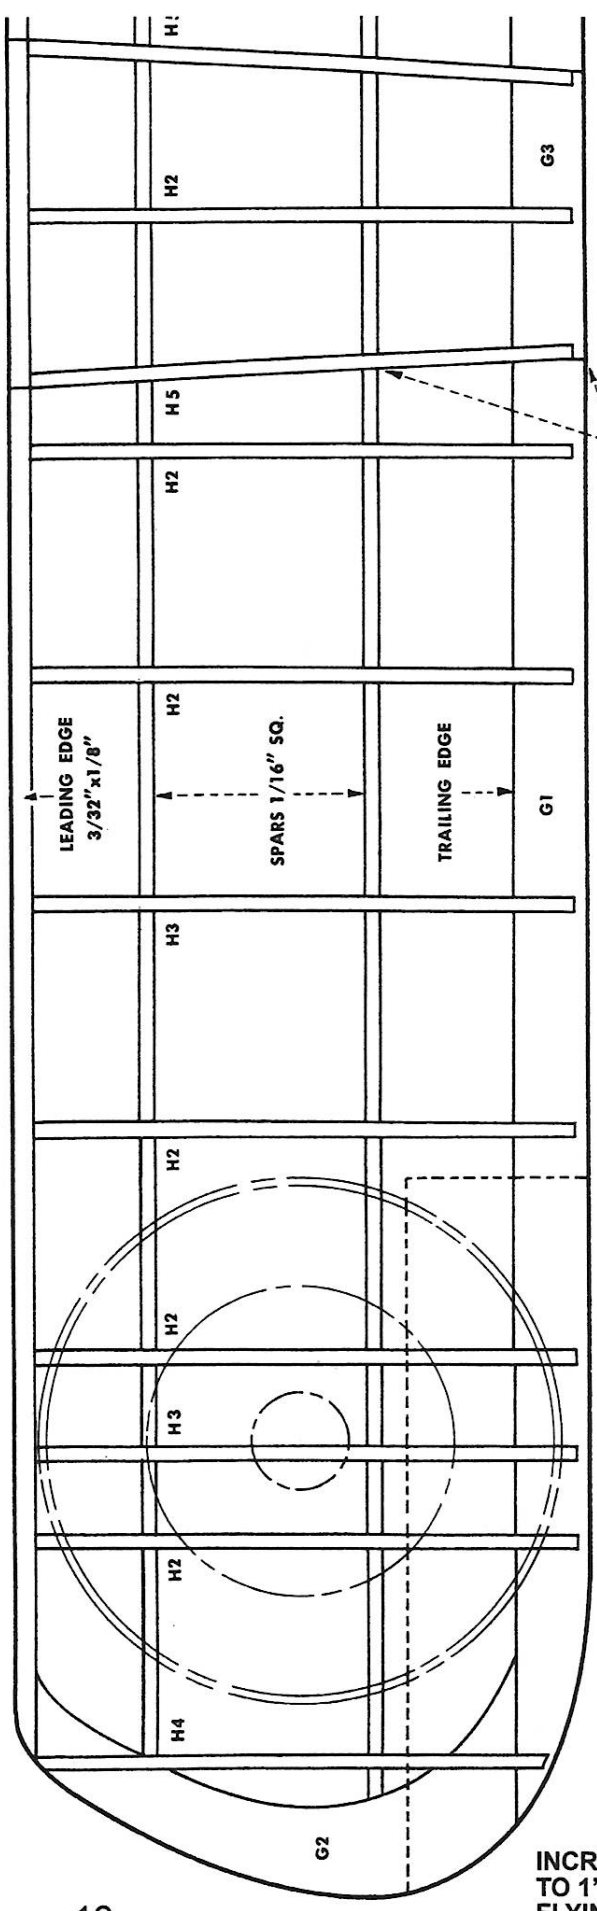 H2
G3
H5
H2
H2
LEADING EDGE
3/32"x1/8"
SPARS 1/16" SQ.
TRAILING EDGE
G1
H3
H2
H2
H3
H2
H4
G2
TO 1"